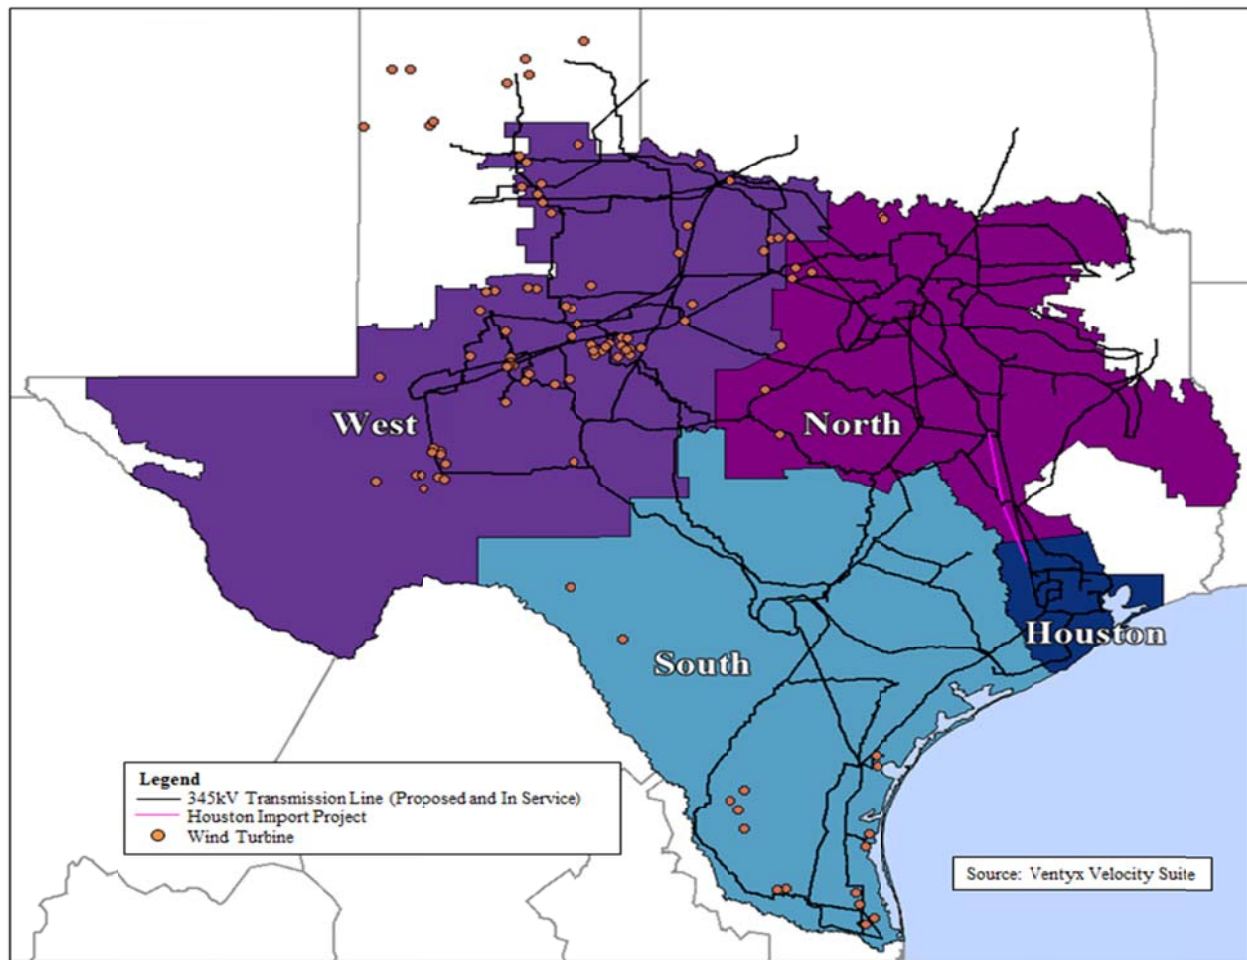 West
North
Houston
South
Legend
345kV Transmission Line (Proposed and In Service)
Houston Import Project
Wind Turbine
Source: Ventyx Velocity Suite